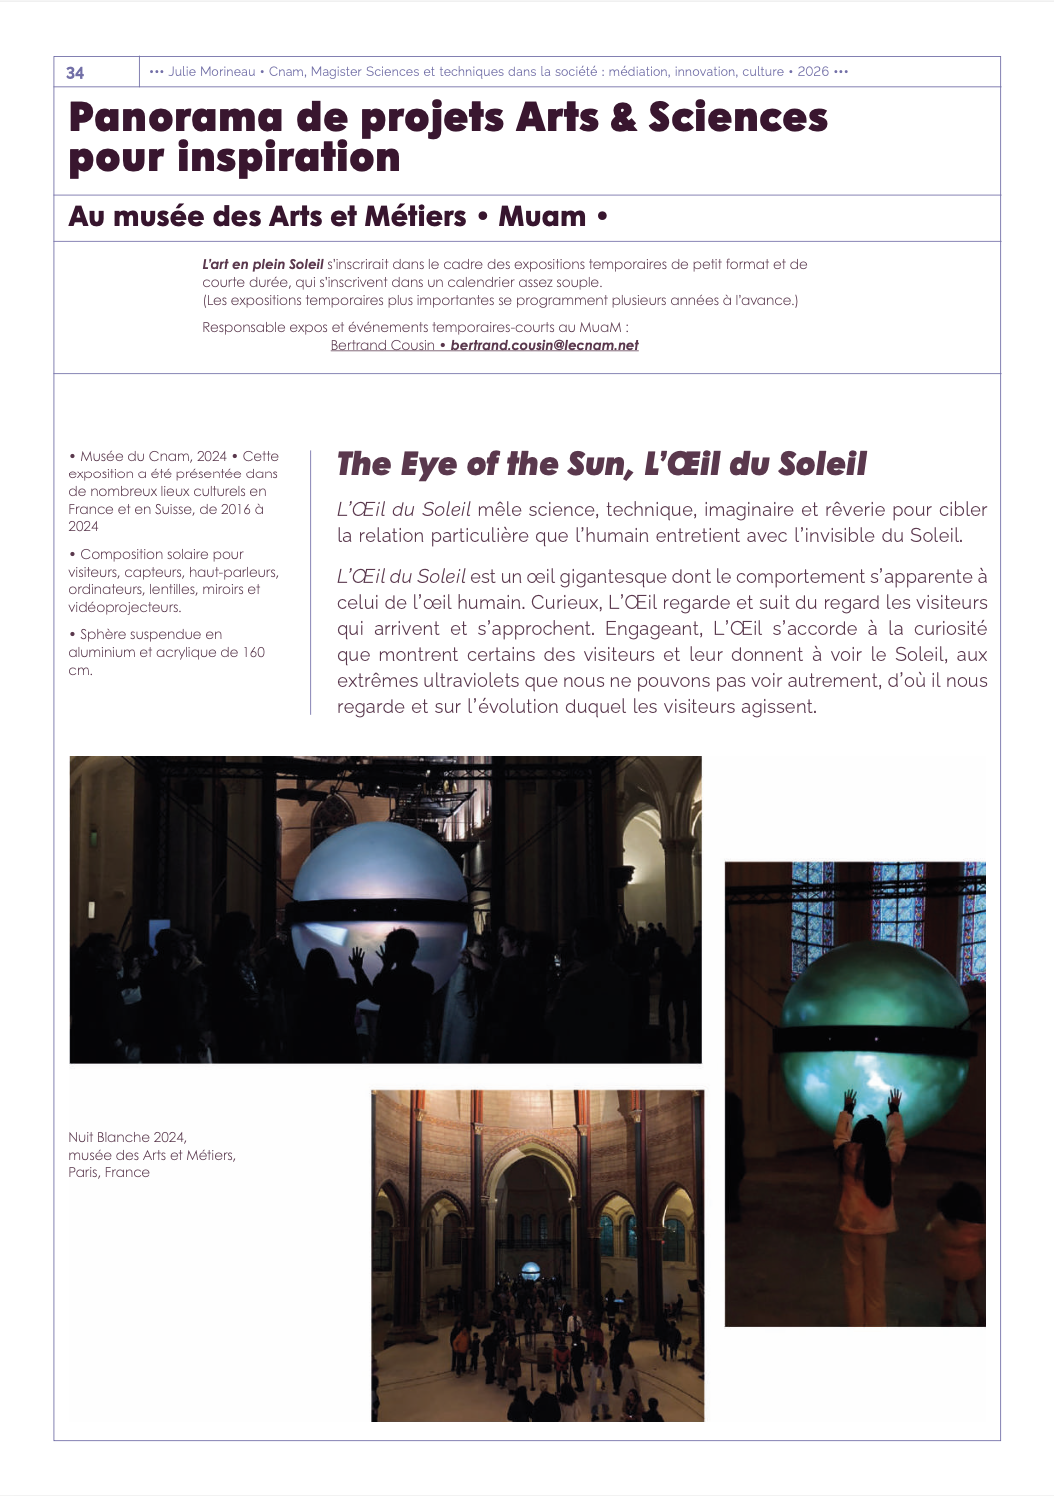 34
••• Julie Morineau • Cnam, Magister Sciences et techniques dans la société : médiation, innovation, culture • 2026 •••
Panorama de projets Arts & Sciences
pour inspiration
Au musée des Arts et Métiers • Muam •
L’art en plein Soleil s’inscrirait dans le cadre des expositions temporaires de petit format et de
courte durée, qui s’inscrivent dans un calendrier assez souple.
(Les expositions temporaires plus importantes se programment plusieurs années à l’avance.)
Responsable expos et événements temporaires-courts au MuaM :
Bertrand Cousin • bertrand.cousin@lecnam.net
• Musée du Cnam, 2024 • Cette
exposition a été présentée dans
de nombreux lieux culturels en
France et en Suisse, de 2016 à
2024
• Composition solaire pour
visiteurs, capteurs, haut-parleurs,
ordinateurs, lentilles, miroirs et
vidéoprojecteurs.
• Sphère suspendue en
aluminium et acrylique de 160
cm.
The Eye of the Sun, L’Œil du Soleil
L’Œil du Soleil mêle science, technique, imaginaire et rêverie pour cibler
la relation particulière que l’humain entretient avec l’invisible du Soleil.
L’Œil du Soleil est un œil gigantesque dont le comportement s’apparente à
celui de l’œil humain. Curieux, L’Œil regarde et suit du regard les visiteurs
qui arrivent et s’approchent. Engageant, L’Œil s’accorde à la curiosité
que montrent certains des visiteurs et leur donnent à voir le Soleil, aux
extrêmes ultraviolets que nous ne pouvons pas voir autrement, d’où il nous
regarde et sur l’évolution duquel les visiteurs agissent.
Nuit Blanche 2024,
musée des Arts et Métiers,
Paris, France